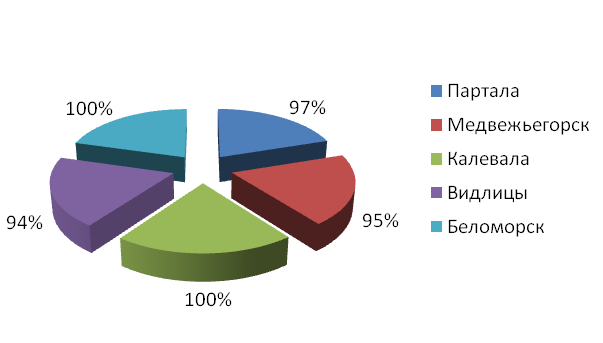 100%
97%
94%
95%
100%
Партала
Медвежьегорск
Калевала
Видлицы
Беломорск